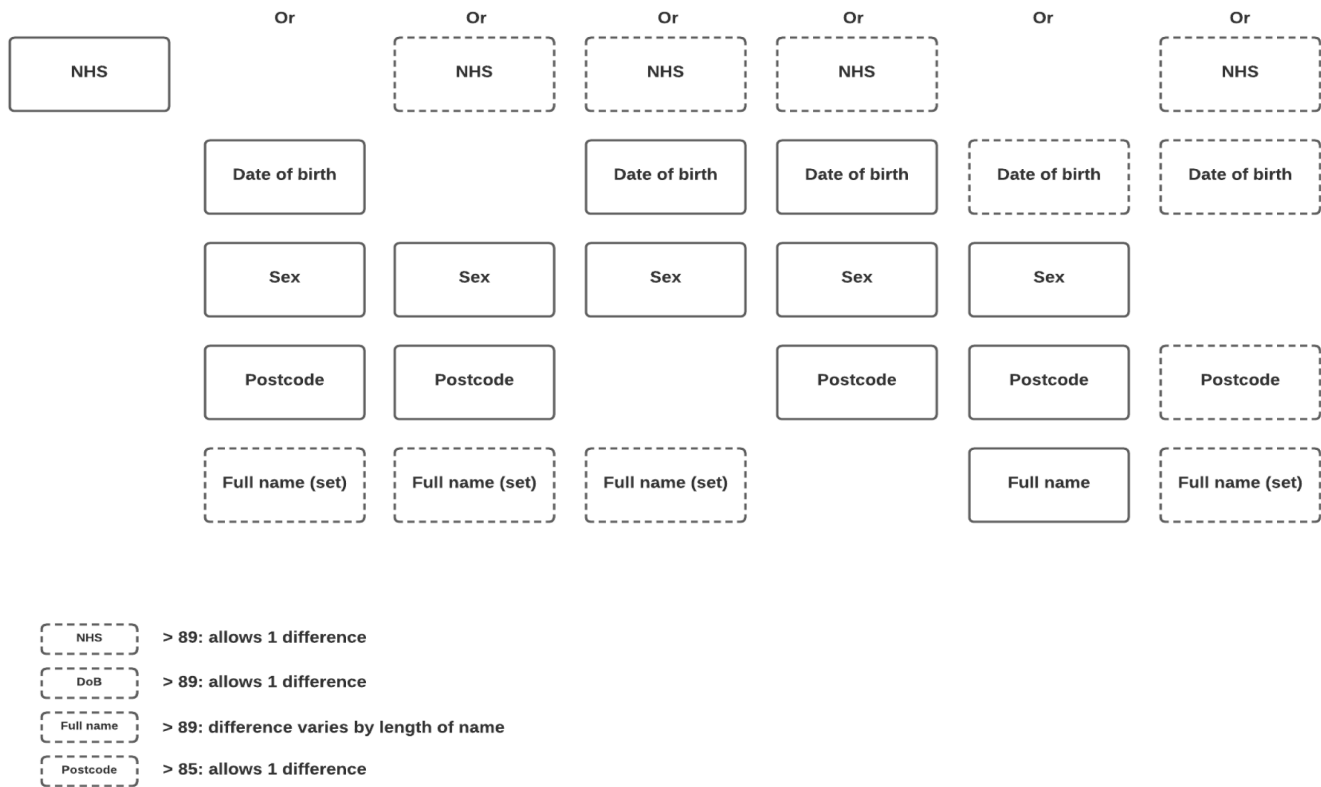 Or Or Or Or Or Or
NHS NHS NHS NHS NHS
Date of birth Date of birth Date of birth Date of birth Date of birth
Sex Sex Sex Sex Sex
Postcode Postcode Postcode Postcode Postcode
Full name (set) Full name (set) Full name (set) Full name Full name (set)
NHS > 89: allows 1 difference
DoB > 89: allows 1 difference
Full name > 89: difference varies by length of name
Postcode > 85: allows 1 difference